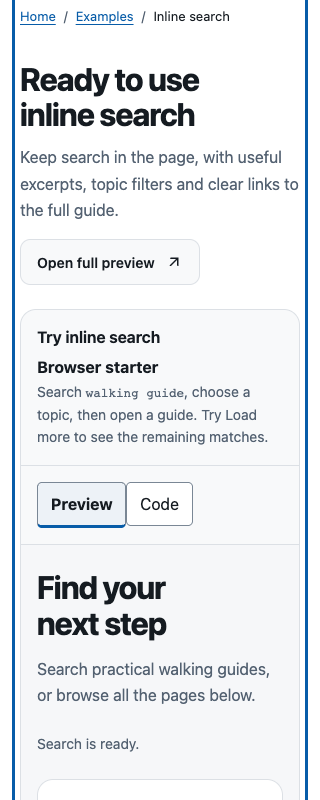 Home / Examples / Inline search
Ready to use
inline search
Keep search in the page, with useful
excerpts, topic filters and clear links to
the full guide.
Open full preview ↗
Try inline search
Browser starter
Search walking guide, choose a
topic, then open a guide. Try Load
more to see the remaining matches.
Preview Code
Find your
next step
Search practical walking guides,
or browse all the pages below.
Search is ready.